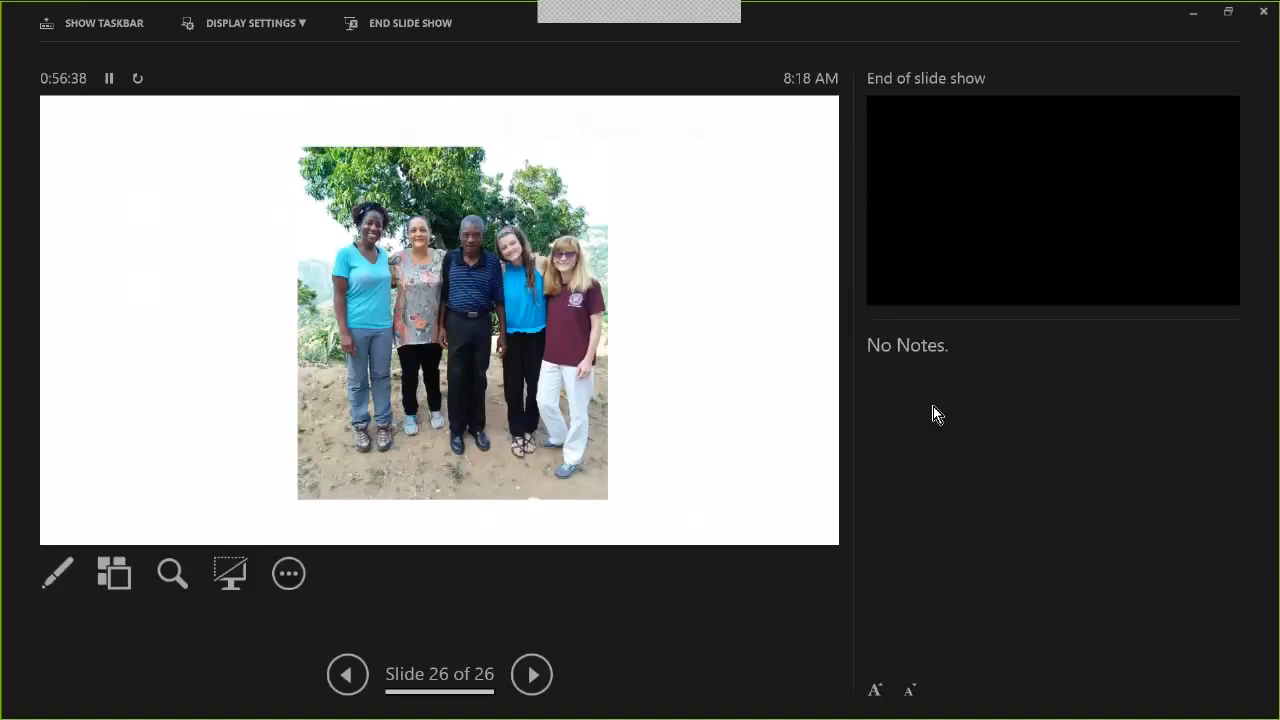 SHOW TASKBAR
DISPLAY SETTINGS ▼
END SLIDE SHOW
0:56:38
8:18 AM
End of slide show
No Notes.
Slide 26 of 26
A
A